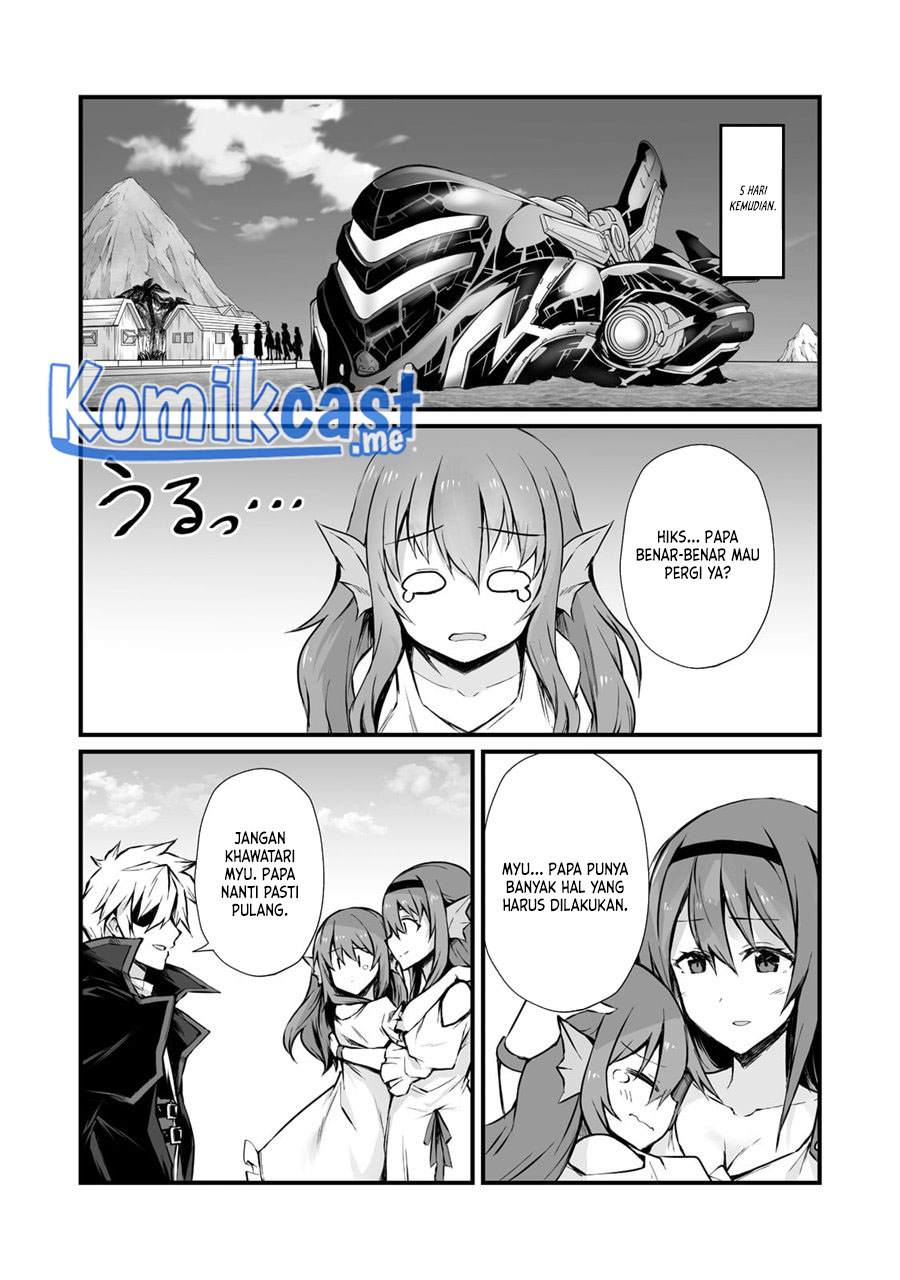 5 HARI
KEMUDIAN.
Komikcast
.me
うるっ…
HIKS... PAPA
BENAR-BENAR MAU
PERGI YA?
MYU... PAPA PUNYA
BANYAK HAL YANG
HARUS DILAKUKAN.
JANGAN
KHAWATARI
MYU. PAPA
NANTI PASTI
PULANG.